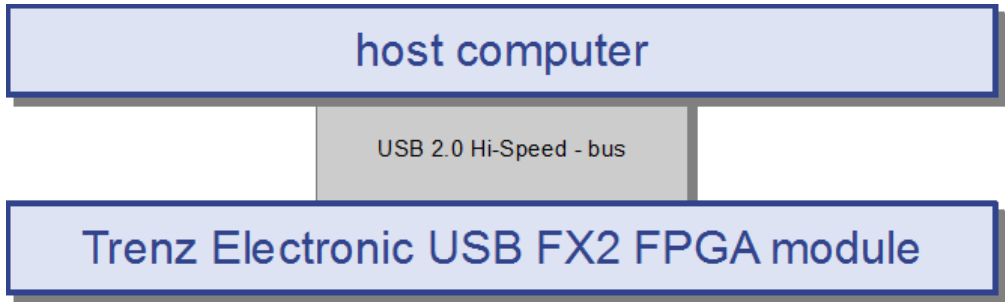 host computer
USB 2.0 Hi-Speed - bus
Trenz Electronic USB FX2 FPGA module